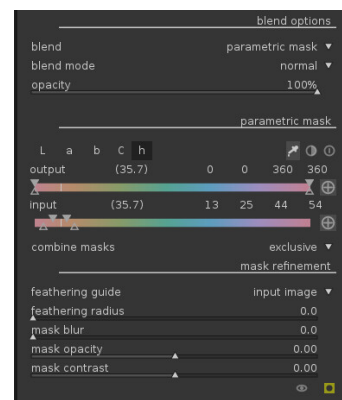 blend options
blend parametric mask
blend mode normal
opacity 100%
parametric mask
L a b C h
output (35.7) 0 0 360 360
input (35.7) 13 25 44 54
combine masks exclusive
mask refinement
feathering guide input image
feathering radius 0.0
mask blur 0.0
mask opacity 0.00
mask contrast 0.00